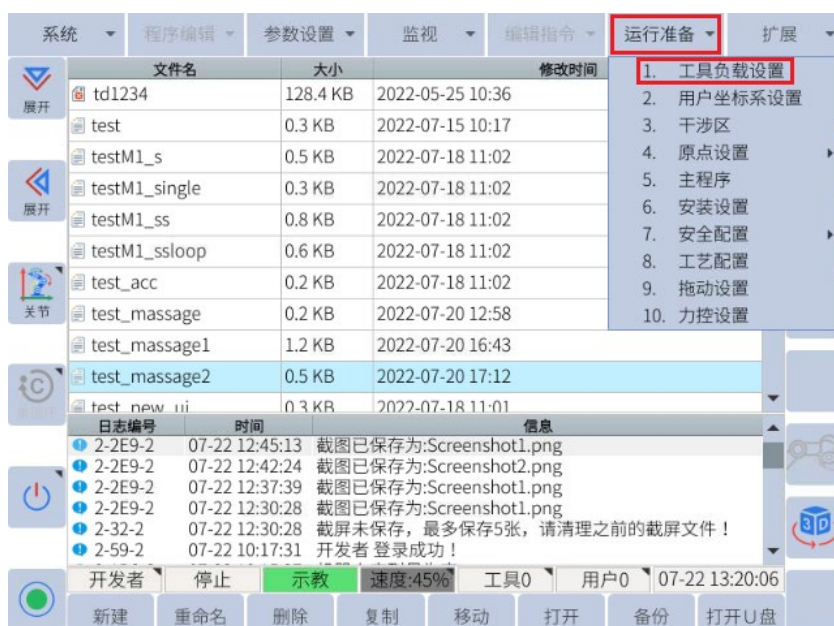 系统 程序编辑 参数设置 监视 编辑指令 运行准备 扩展
文件名 大小 修改时间
td1234 128.4 KB 2022-05-25 10:36
test 0.3 KB 2022-07-15 10:17
testM1_s 0.5 KB 2022-07-18 11:02
testM1_single 0.3 KB 2022-07-18 11:02
testM1_ss 0.8 KB 2022-07-18 11:02
testM1_ssloop 0.6 KB 2022-07-18 11:02
test_acc 0.2 KB 2022-07-18 11:02
test_massage 0.2 KB 2022-07-20 12:58
test_massage1 1.2 KB 2022-07-20 16:43
test_massage2 0.5 KB 2022-07-20 17:12
test_new_ui 0.3 KB 2022-07-18 11:01
1. 工具负载设置
2. 用户坐标系设置
3. 干涉区
4. 原点设置
5. 主程序
6. 安装设置
7. 安全配置
8. 工艺配置
9. 拖动设置
10. 力控设置
展开
展开
关节
3D
日志编号 时间 信息
2-2E9-2 07-22 12:45:13 截图已保存为:Screenshot1.png
2-2E9-2 07-22 12:42:24 截图已保存为:Screenshot2.png
2-2E9-2 07-22 12:37:39 截图已保存为:Screenshot1.png
2-2E9-2 07-22 12:30:28 截图已保存为:Screenshot1.png
2-32-2 07-22 12:30:28 截屏未保存，最多保存5张，请清理之前的截屏文件！
2-59-2 07-22 10:17:31 开发者 登录成功！
开发者 停止 示教 速度:45% 工具0 用户0 07-22 13:20:06
新建 重命名 删除 复制 移动 打开 备份 打开U盘